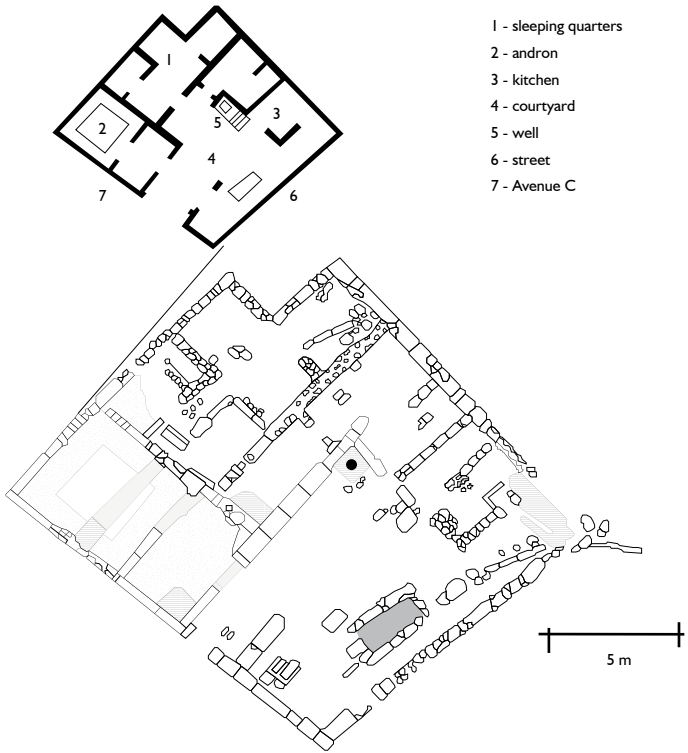 1 - sleeping quarters
2 - andron
3 - kitchen
4 - courtyard
5 - well
6 - street
7 - Avenue C
1
2
3
5
4
7
6
5 m